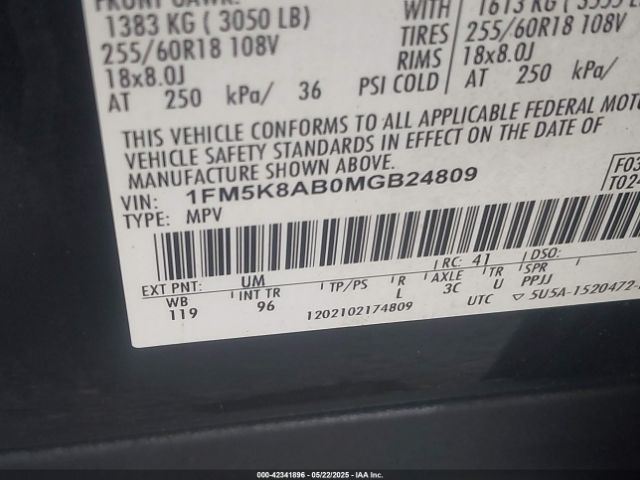 FRONT GAWR:
1383 KG ( 3050 LB) WITH 1613 KG (
255/60R18 108V TIRES 255/60R18 108V
18x8.0J RIMS 18x8.0J
AT 250 kPa/ 36 PSI COLD AT 250 kPa/
THIS VEHICLE CONFORMS TO ALL APPLICABLE FEDERAL MOTO
VEHICLE SAFETY STANDARDS IN EFFECT ON THE DATE OF
MANUFACTURE SHOWN ABOVE.
VIN: 1FM5K8AB0MGB24809
TYPE: MPV
F03
T024
EXT PNT: UM RC: 41 DSO:
WB INT TR TP/PS R AXLE TR SPR
119 96 L 3C U PPJJ
1202102174809 UTC ▽ 5U5A-1520472-
000-42341896 - 05/22/2025 - IAA Inc.